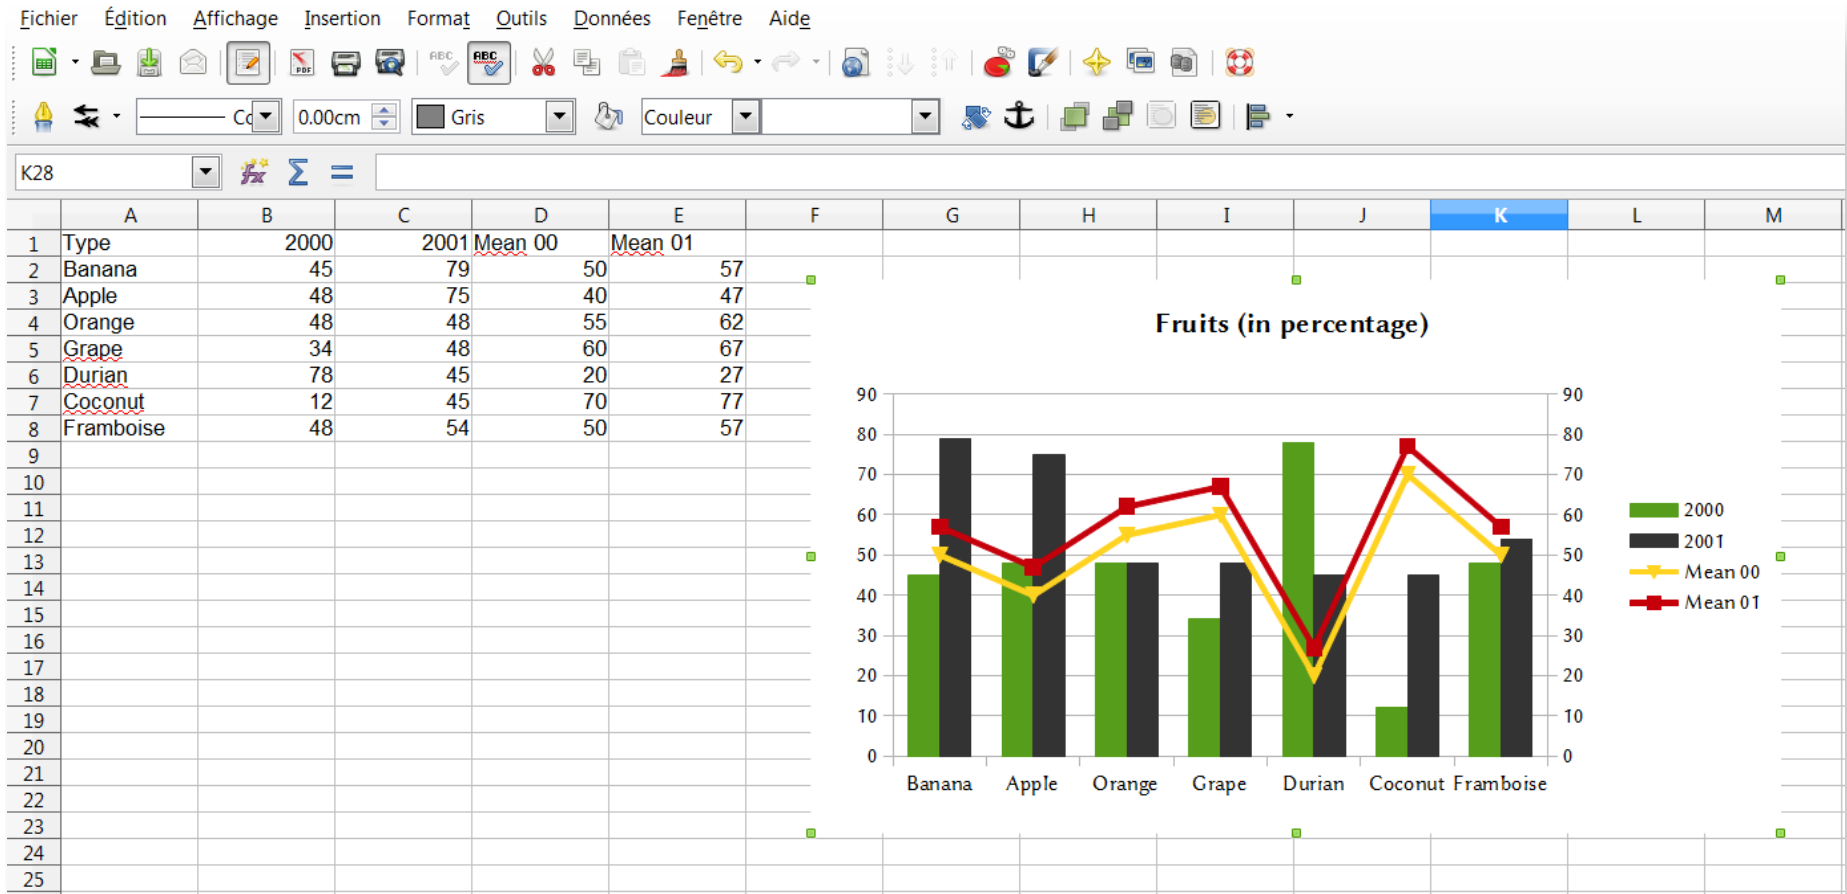 Fichier Édition Affichage Insertion Format Outils Données Fenêtre Aide
PDF ABC ABC
0.00cm Gris Couleur
K28 fx Σ =
A B C D E F G H I J K L M
1 Type 2000 2001 Mean 00 Mean 01
2 Banana 45 79 50 57
3 Apple 48 75 40 47
4 Orange 48 48 55 62
5 Grape 34 48 60 67
6 Durian 78 45 20 27
7 Coconut 12 45 70 77
8 Framboise 48 54 50 57
9
10
11
12
13
14
15
16
17
18
19
20
21
22
23
24
25
Fruits (in percentage)
90 90
80 80
70 70
60 60
50 50
40 40
30 30
20 20
10 10
0 0
Banana Apple Orange Grape Durian Coconut Framboise
2000
2001
Mean 00
Mean 01